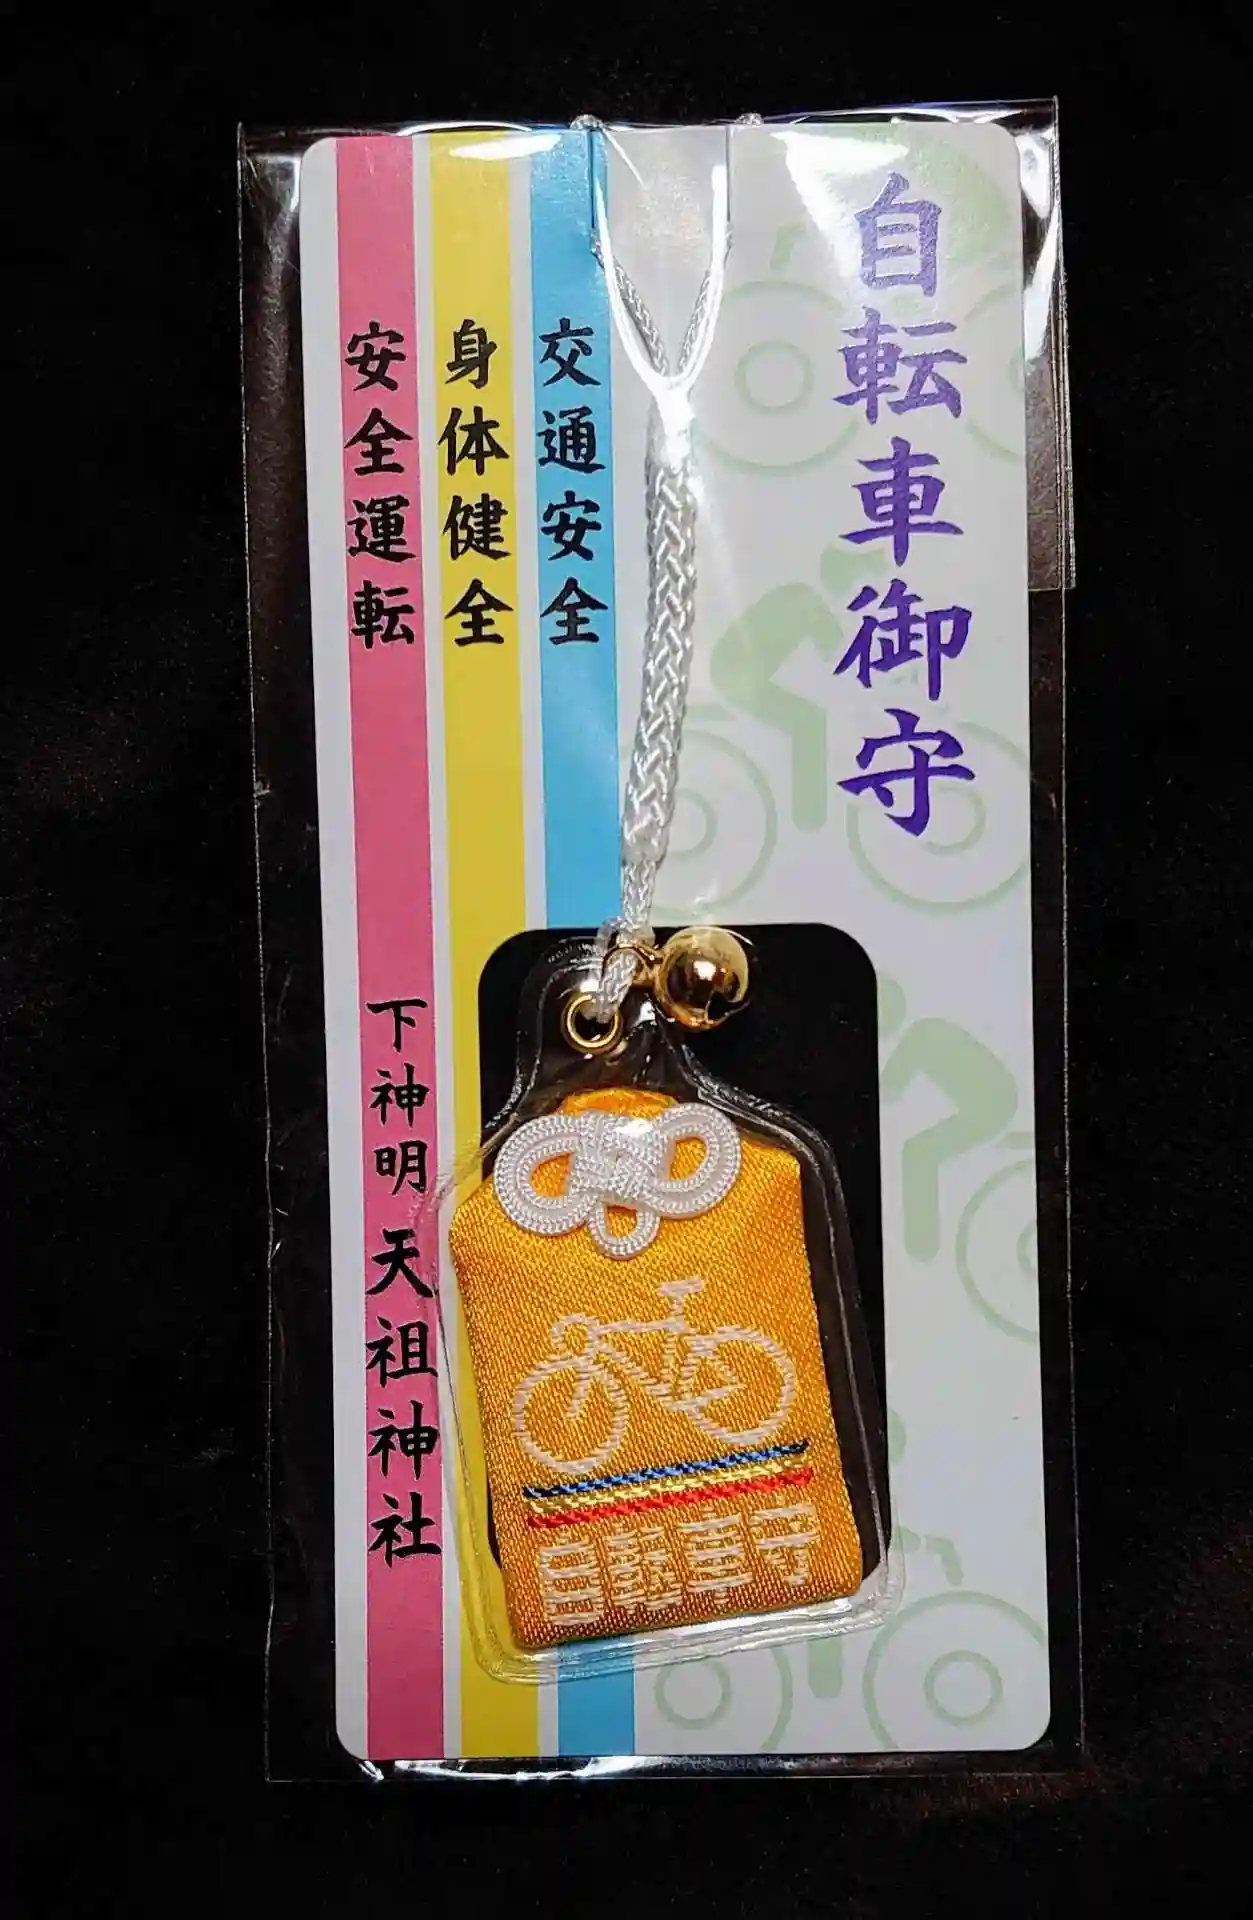 自転車御守
交通安全
身体健全
安全運転
下神明天祖神社
自転車守